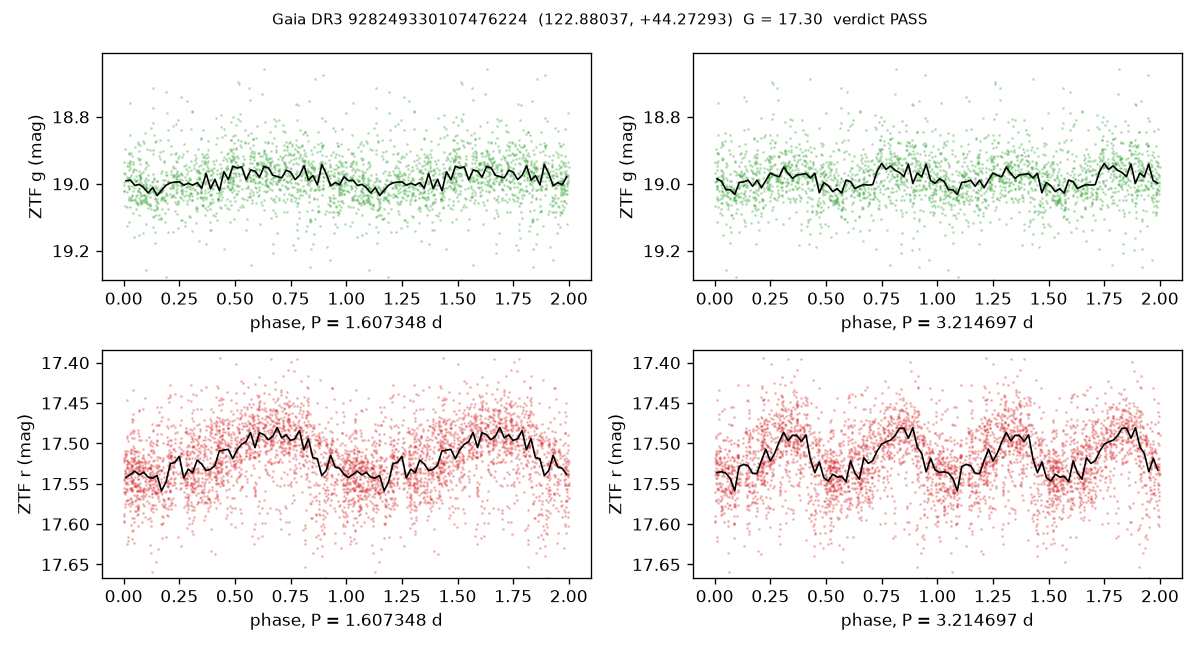 Gaia DR3 928249330107476224 (122.88037, +44.27293) G = 17.30 verdict PASS
ZTF g (mag)
18.8
19.0
19.2
0.00 0.25 0.50 0.75 1.00 1.25 1.50 1.75 2.00
phase, P = 1.607348 d
ZTF g (mag)
18.8
19.0
19.2
0.00 0.25 0.50 0.75 1.00 1.25 1.50 1.75 2.00
phase, P = 3.214697 d
ZTF r (mag)
17.40
17.45
17.50
17.55
17.60
17.65
0.00 0.25 0.50 0.75 1.00 1.25 1.50 1.75 2.00
phase, P = 1.607348 d
ZTF r (mag)
17.40
17.45
17.50
17.55
17.60
17.65
0.00 0.25 0.50 0.75 1.00 1.25 1.50 1.75 2.00
phase, P = 3.214697 d